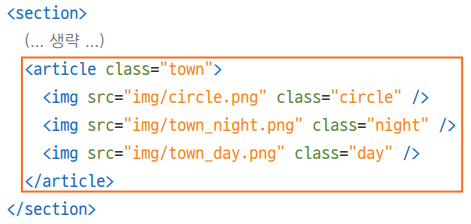 <section>
(... 생략 ...)
<article class="town">
<img src="img/circle.png" class="circle" />
<img src="img/town_night.png" class="night" />
<img src="img/town_day.png" class="day" />
</article>
</section>